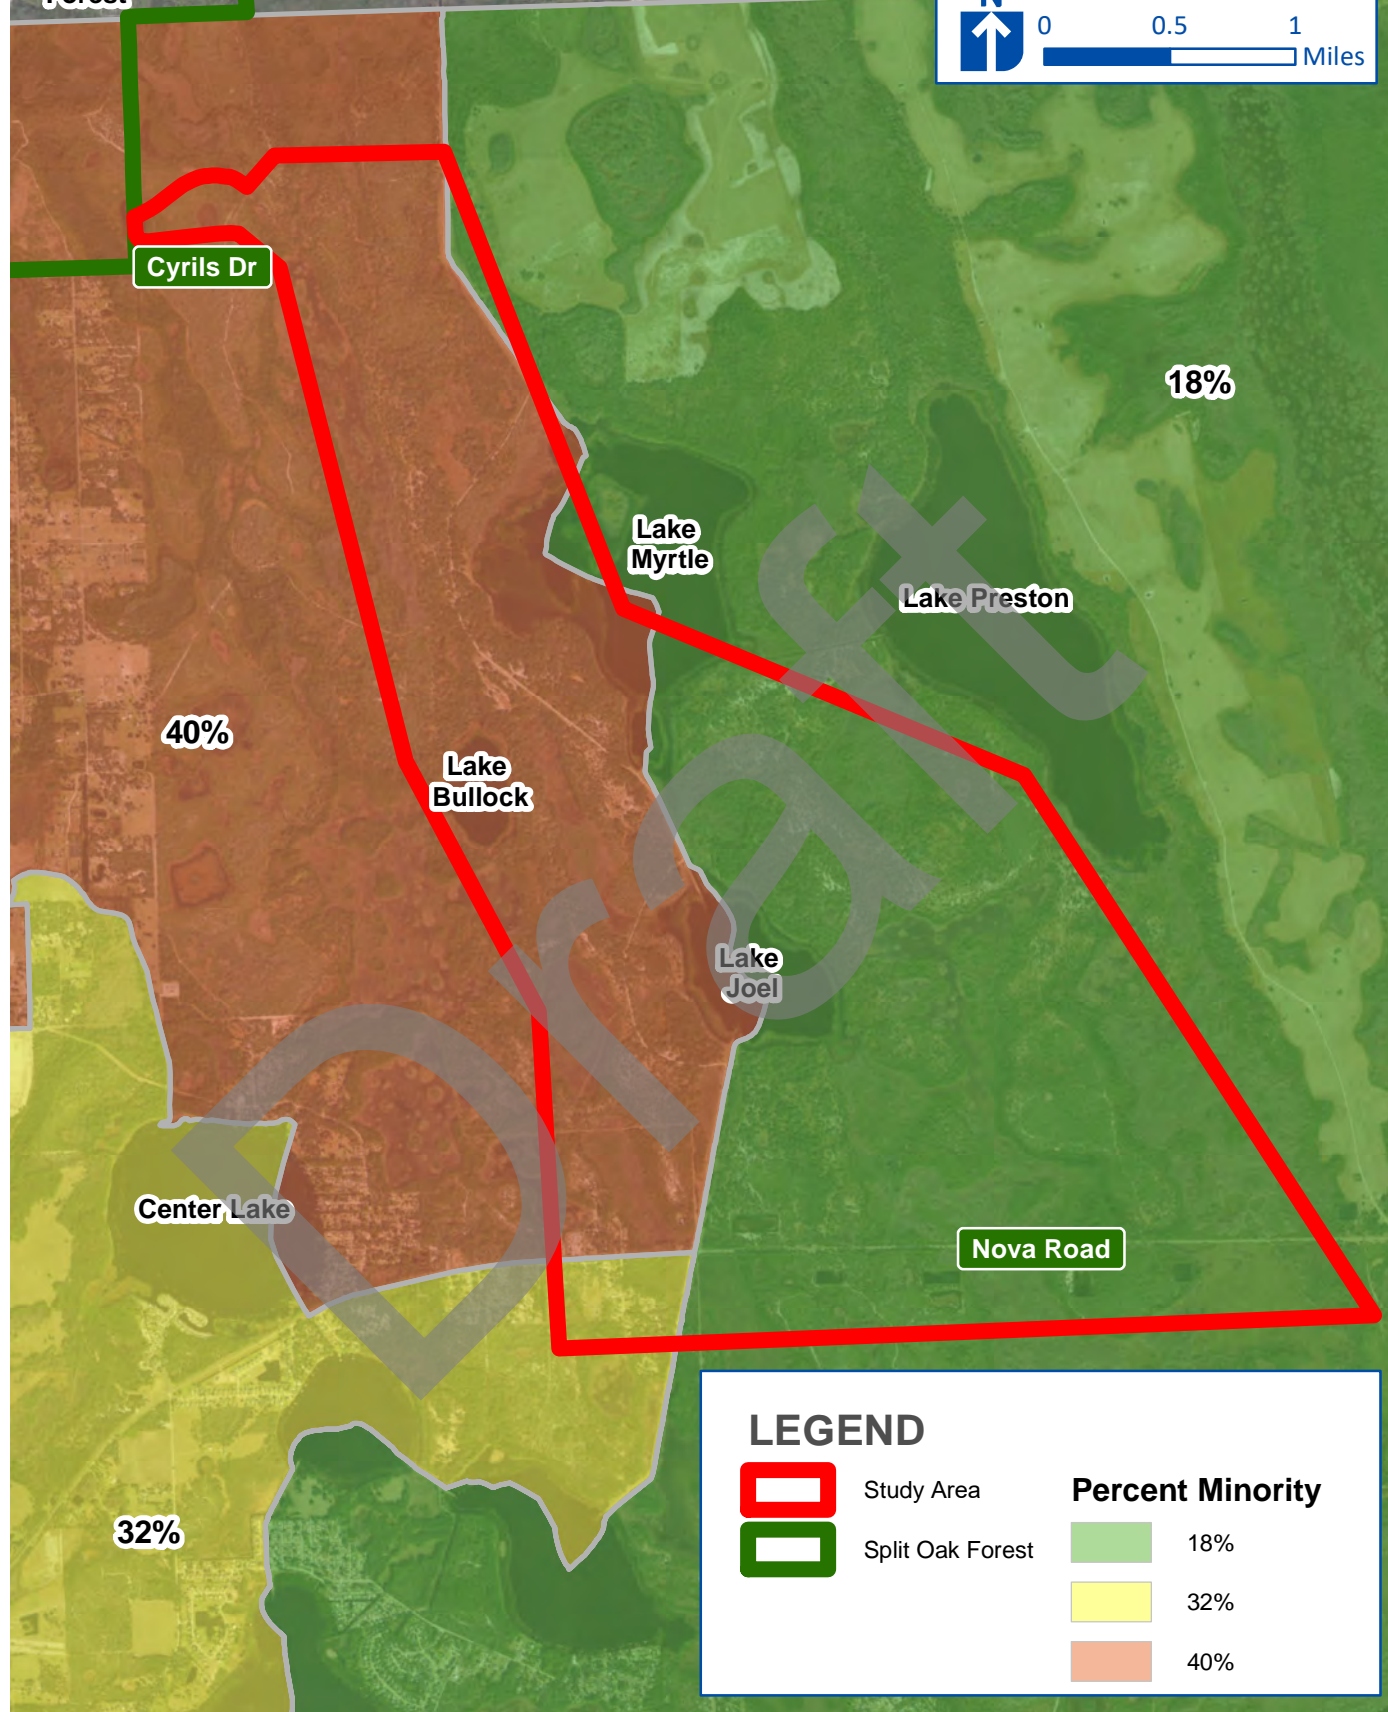 Forest
N
0 0.5 1
Miles
Cyrils Dr
18%
Lake
Myrtle
Lake Preston
40%
Lake
Bullock
Lake
Joel
Center Lake
Nova Road
32%
Draft
LEGEND
Study Area
Split Oak Forest
Percent Minority
18%
32%
40%